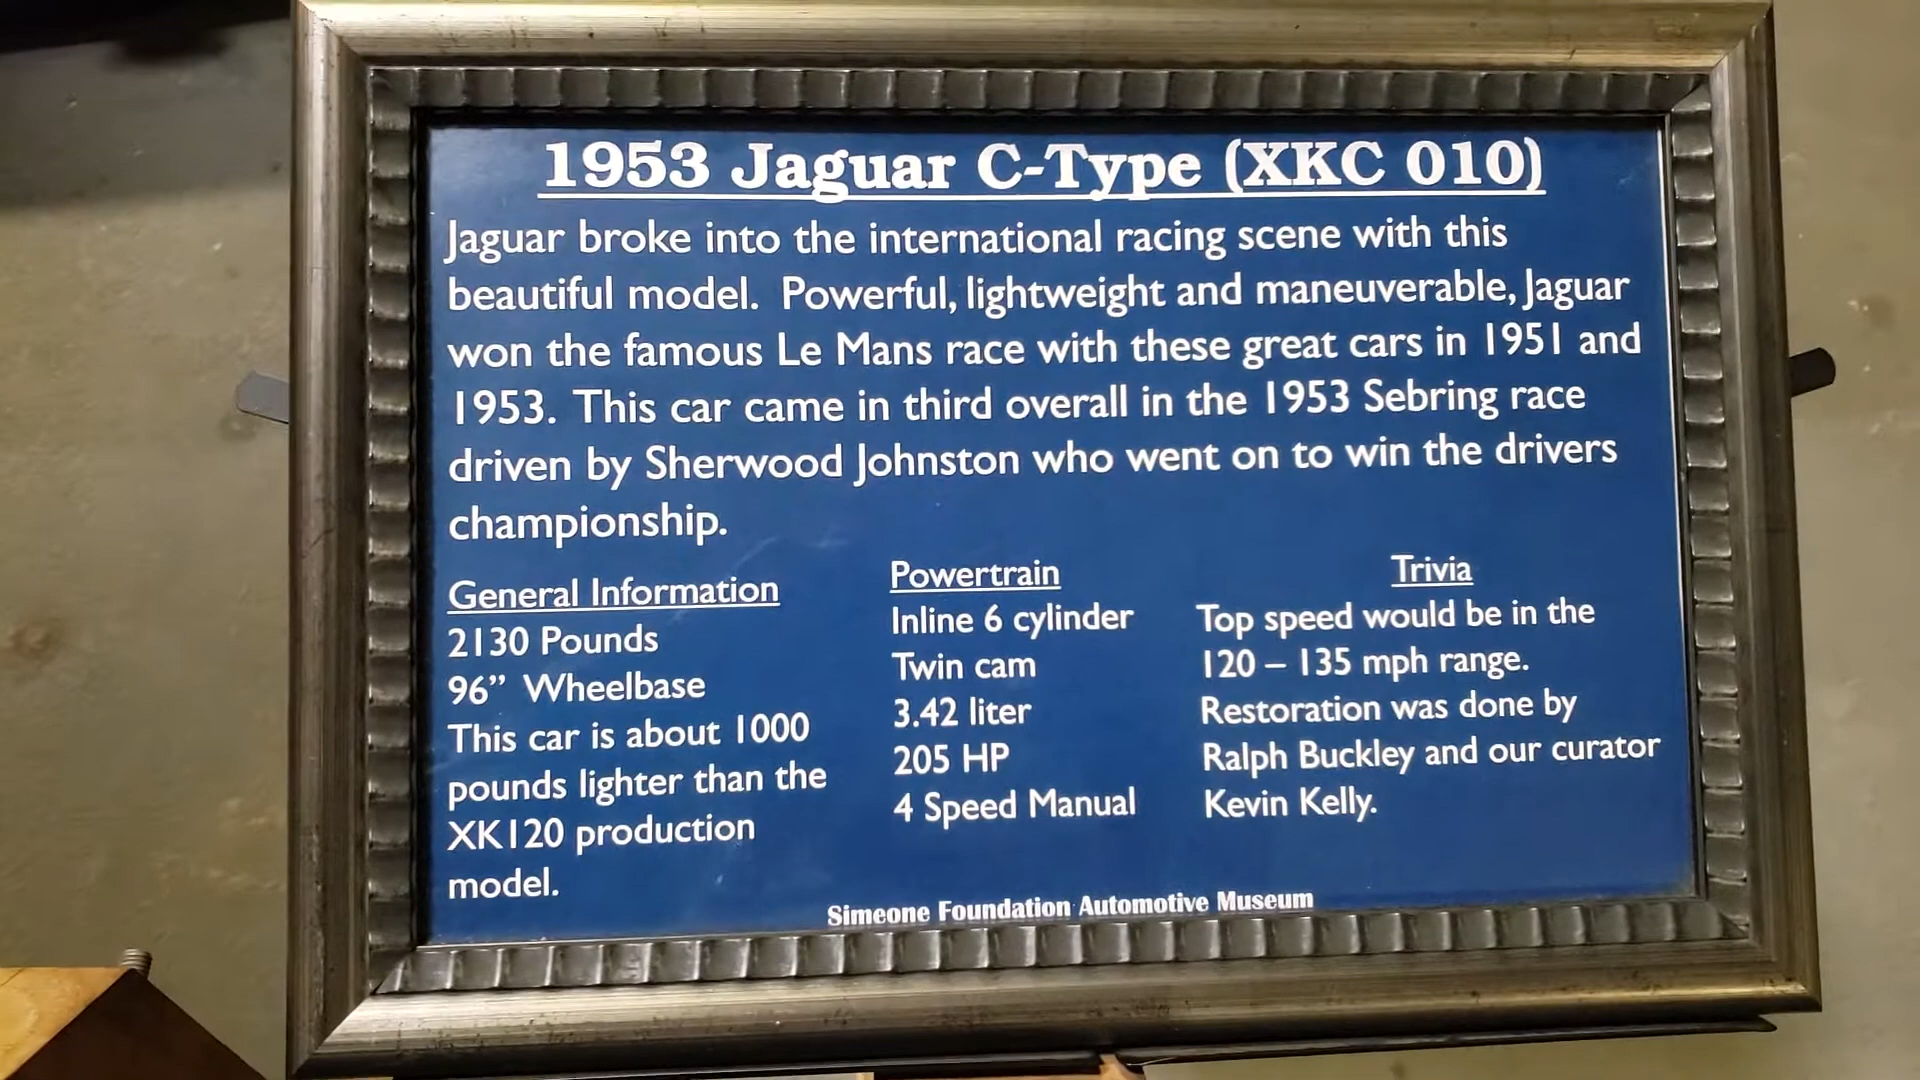 1953 Jaguar C-Type (XKC 010)
Jaguar broke into the international racing scene with this
beautiful model. Powerful, lightweight and maneuverable, Jaguar
won the famous Le Mans race with these great cars in 1951 and
1953. This car came in third overall in the 1953 Sebring race
driven by Sherwood Johnston who went on to win the drivers
championship.
General Information
2130 Pounds
96” Wheelbase
This car is about 1000
pounds lighter than the
XK120 production
model.
Powertrain
Inline 6 cylinder
Twin cam
3.42 liter
205 HP
4 Speed Manual
Trivia
Top speed would be in the
120 – 135 mph range.
Restoration was done by
Ralph Buckley and our curator
Kevin Kelly.
Simeone Foundation Automotive Museum